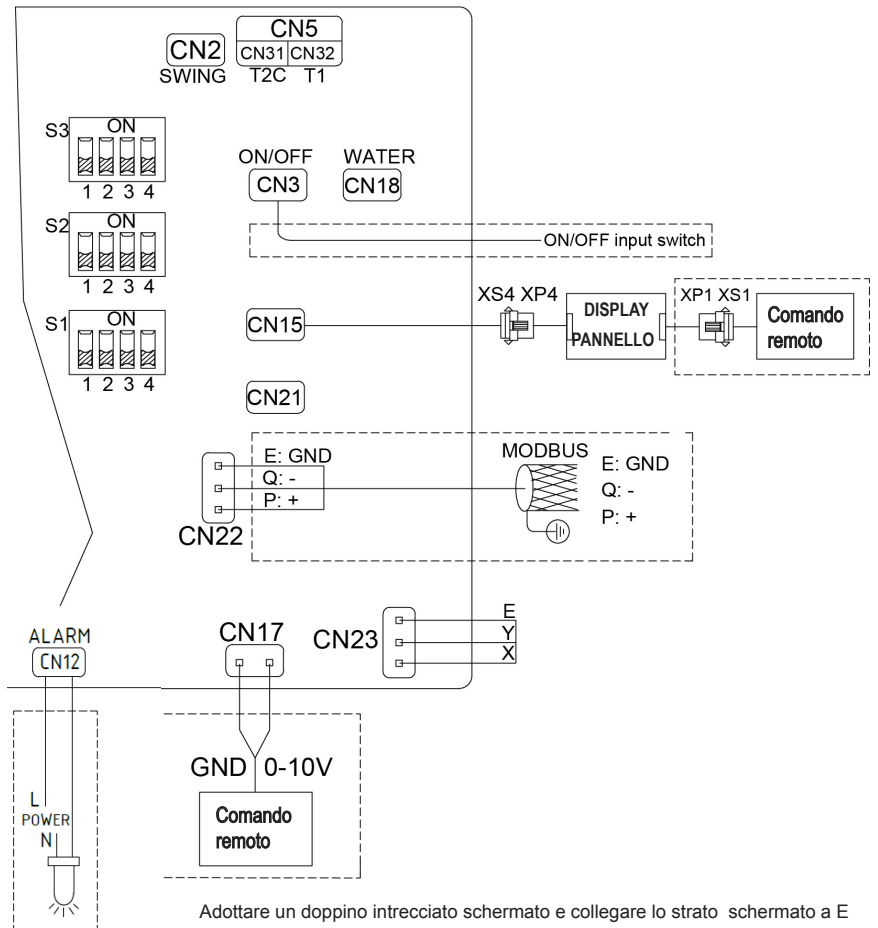 CN5
CN2
CN31 CN32
SWING T2C T1
S3 ON
1 2 3 4
ON/OFF WATER
CN3 CN18
S2 ON
1 2 3 4
ON/OFF input switch
XS4 XP4 XP1 XS1
S1 ON
CN15
DISPLAY
PANNELLO
Comando
remoto
1 2 3 4
CN21
MODBUS
E: GND
Q: -
P: +
CN22
E: GND
Q: -
P: +
ALARM
CN12
CN17
CN23
E
Y
X
GND 0-10V
L
POWER
N
Comando
remoto
Adottare un doppino intrecciato schermato e collegare lo strato schermato a E